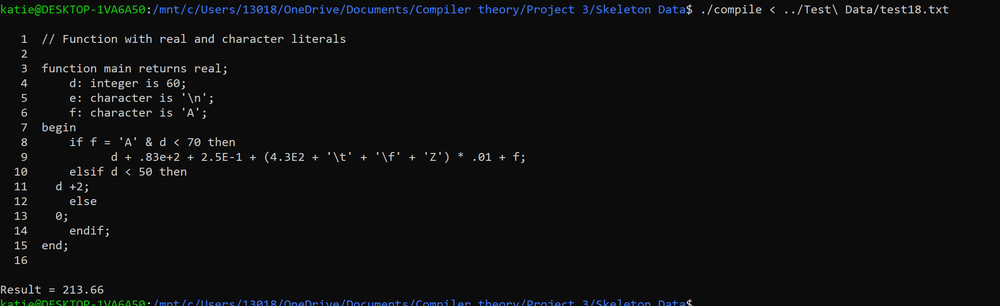 katie@DESKTOP-1VA6A50:/mnt/c/Users/13018/OneDrive/Documents/Compiler theory/Project 3/Skeleton Data$ ./compile < ../Test\ Data/test18.txt
1  // Function with real and character literals
2
3  function main returns real;
4      d: integer is 60;
5      e: character is '\n';
6      f: character is 'A';
7  begin
8      if f = 'A' & d < 70 then
9            d + .83e+2 + 2.5E-1 + (4.3E2 + '\t' + '\f' + 'Z') * .01 + f;
10      elsif d < 50 then
11    d +2;
12      else
13    0;
14      endif;
15  end;
16
Result = 213.66
katie@DESKTOP-1VA6A50:/mnt/c/Users/13018/OneDrive/Documents/Compiler theory/Project 3/Skeleton Data$